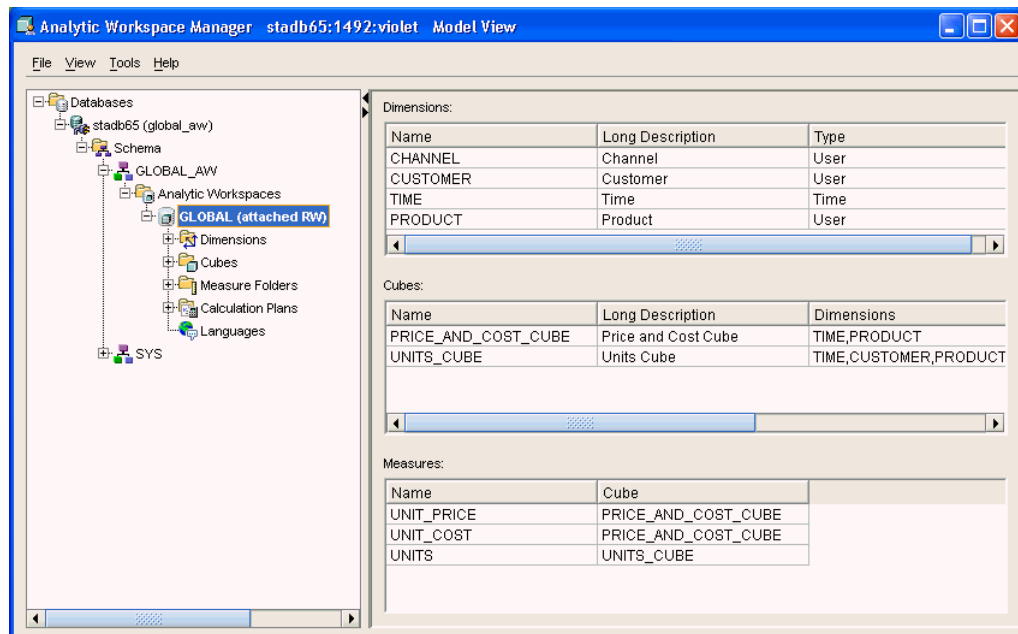 Analytic Workspace Manager stadb65:1492:violet Model View
File View Tools Help
Databases
stadb65 (global_aw)
Schema
GLOBAL_AW
Analytic Workspaces
GLOBAL (attached RW)
Dimensions
Cubes
Measure Folders
Calculation Plans
Languages
SYS
Dimensions:
Name Long Description Type
CHANNEL Channel User
CUSTOMER Customer User
TIME Time Time
PRODUCT Product User
Cubes:
Name Long Description Dimensions
PRICE_AND_COST_CUBE Price and Cost Cube TIME,PRODUCT
UNITS_CUBE Units Cube TIME,CUSTOMER,PRODUCT
Measures:
Name Cube
UNIT_PRICE PRICE_AND_COST_CUBE
UNIT_COST PRICE_AND_COST_CUBE
UNITS UNITS_CUBE